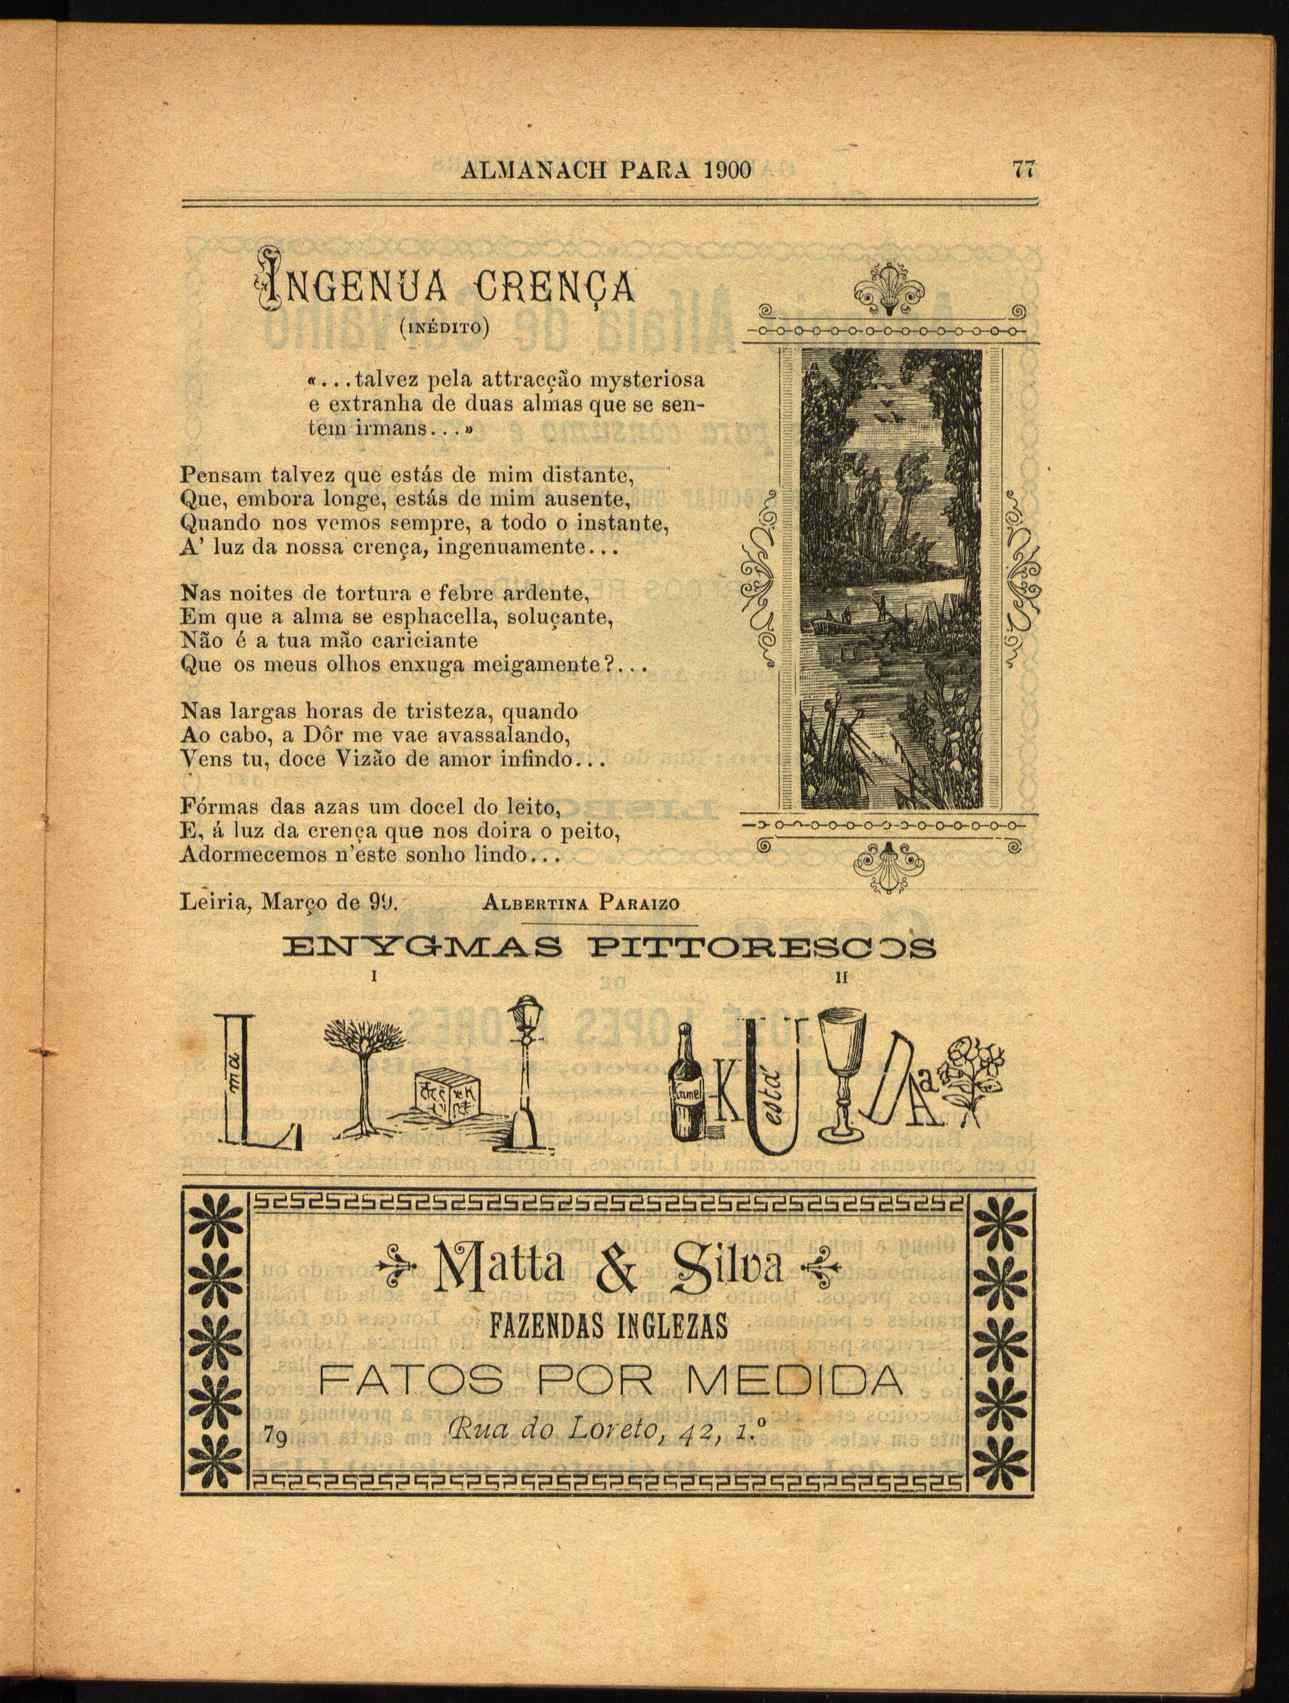 ALMANACH PARA 1900 77
INGENUA CRENÇA
(INÉDITO)
«...talvez pela attracção mysteriosa
e extranha de duas almas que se sen-
tem irmans...»
Pensam talvez que estás de mim distante,
Que, embora longe, estás de mim ausente,
Quando nos vemos sempre, a todo o instante,
A' luz da nossa crença, ingenuamente...
Nas noites de tortura e febre ardente,
Em que a alma se esphacella, soluçante,
Não é a tua mão cariciante
Que os meus olhos enxuga meigamente?...
Nas largas horas de tristeza, quando
Ao cabo, a Dôr me vae avassalando,
Vens tu, doce Vizão de amor infindo...
Fórmas das azas um docel do leito,
E, á luz da crença que nos doira o peito,
Adormecemos n'este sonho lindo...
Leiria, Março de 99. ALBERTINA PARAIZO
ENYGMAS PITTORESCOS
I II
L ma
K U está A a
Matta & Silva
FAZENDAS INGLEZAS
FATOS POR MEDIDA
79 Rua do Loreto, 42, 1.º